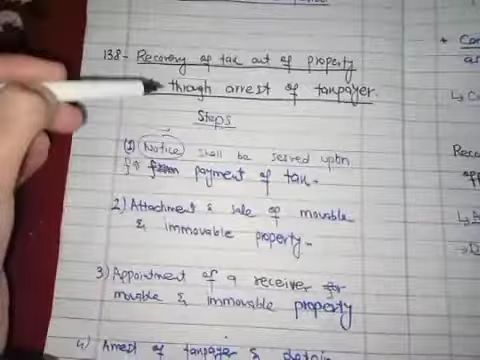 138- Recovery of tax out of property
through arrest of taxpayer.
Steps
(1) Notice shall be served upon
for payment of tax.
2) Attachment & sale of movable
& immovable property.
3) Appointment of a receiver for
movable & immovable property
4) Arrest of taxpayer &